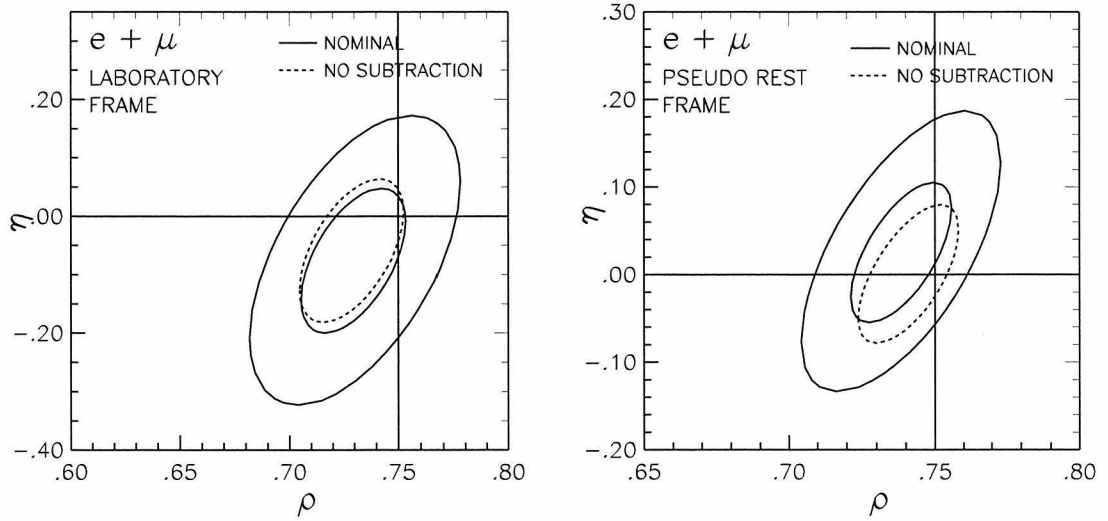 e + μ
NOMINAL
NO SUBTRACTION
LABORATORY
FRAME
.20
.00
-.20
-.40
η
.60
.65
.70
.75
.80
ρ
.30
e + μ
NOMINAL
NO SUBTRACTION
PSEUDO REST
FRAME
.20
.10
.00
-.10
-.20
η
.65
.70
.75
.80
ρ